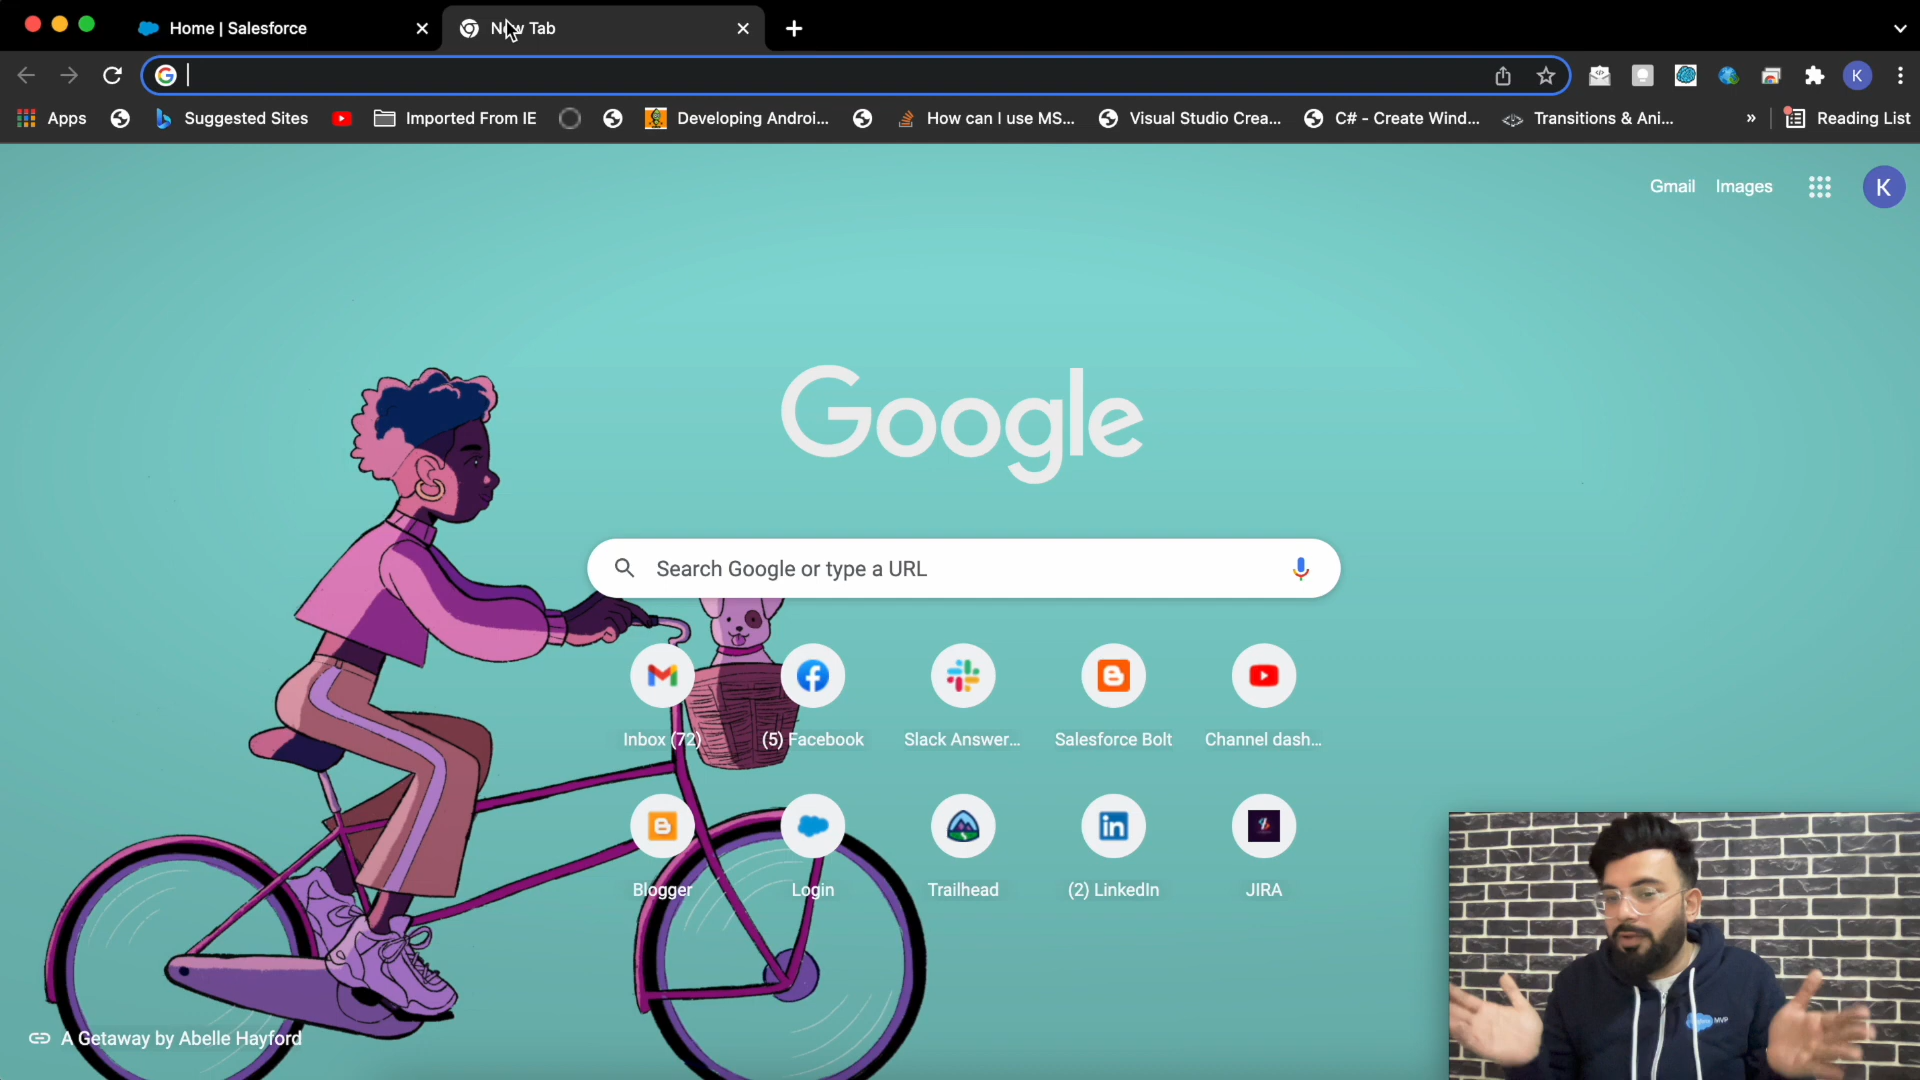 Home | Salesforce
New Tab
Apps
Suggested Sites
Imported From IE
Developing Androi...
How can I use MS...
Visual Studio Crea...
C# - Create Wind...
Transitions & Ani...
»
Reading List
K
Gmail
Images
K
Google
Search Google or type a URL
Inbox (72)
(5) Facebook
Slack Answer...
Salesforce Bolt
Channel dash...
Blogger
Login
Trailhead
(2) LinkedIn
JIRA
A Getaway by Abelle Hayford
MVP